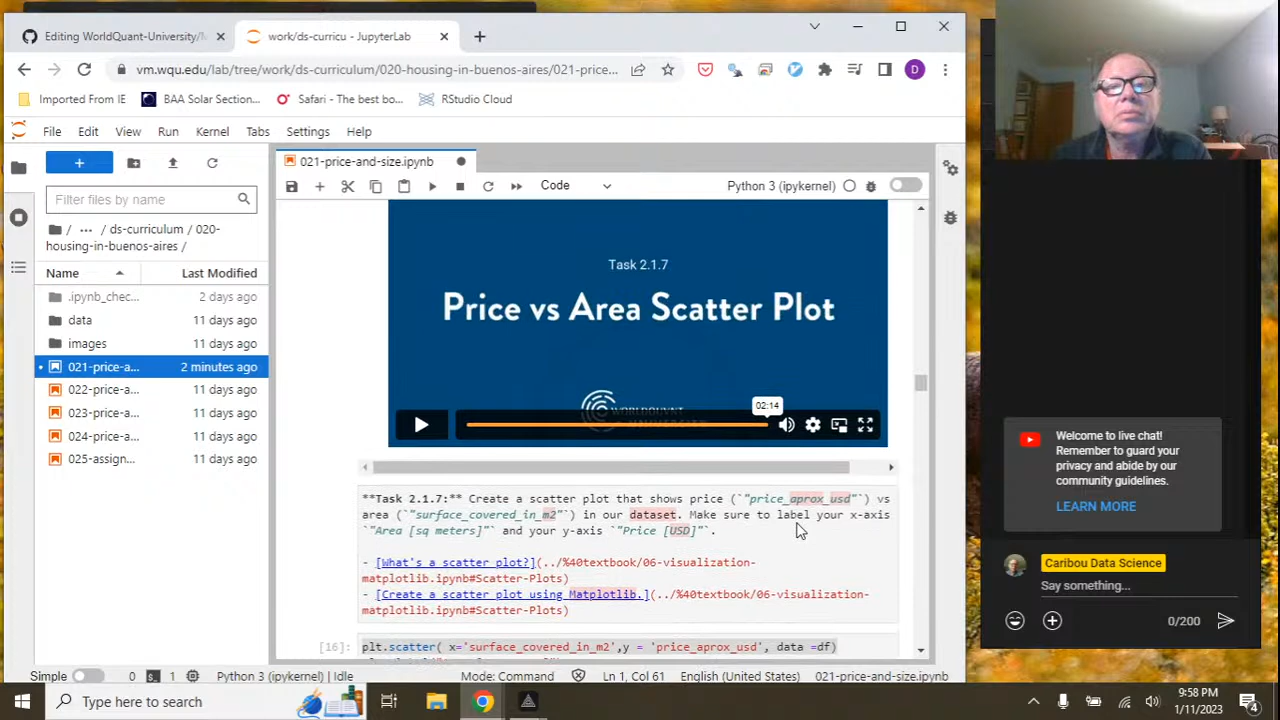 Editing WorldQuant-University/M
work/ds-curricu - JupyterLab
vm.wqu.edu/lab/tree/work/ds-curriculum/020-housing-in-buenos-aires/021-price...
D
Imported From IE
BAA Solar Section...
Safari - The best bo...
RStudio Cloud
File Edit View Run Kernel Tabs Settings Help
021-price-and-size.ipynb
Code
Python 3 (ipykernel)
Filter files by name
/ ... / ds-curriculum / 020-
housing-in-buenos-aires /
Name Last Modified
.ipynb_chec... 2 days ago
data 11 days ago
images 11 days ago
021-price-a... 2 minutes ago
022-price-a... 11 days ago
023-price-a... 11 days ago
024-price-a... 11 days ago
025-assign... 11 days ago
Task 2.1.7
Price vs Area Scatter Plot
02:14
**Task 2.1.7:** Create a scatter plot that shows price (`"price_aprox_usd"`) vs
area (`"surface_covered_in_m2"`) in our dataset. Make sure to label your x-axis
`"Area [sq meters]"` and your y-axis `"Price [USD]"`.
- [What's a scatter plot?](../%40textbook/06-visualization-
matplotlib.ipynb#Scatter-Plots)
- [Create a scatter plot using Matplotlib.](../%40textbook/06-visualization-
matplotlib.ipynb#Scatter-Plots)
[16]: plt.scatter( x='surface_covered_in_m2',y = 'price_aprox_usd', data =df)
Simple 0 1 Python 3 (ipykernel) | Idle Mode: Command Ln 1, Col 61 English (United States) 021-price-and-size.ipynb
Welcome to live chat!
Remember to guard your
privacy and abide by our
community guidelines.
LEARN MORE
Caribou Data Science
Say something...
0/200
Type here to search
9:58 PM
1/11/2023
4